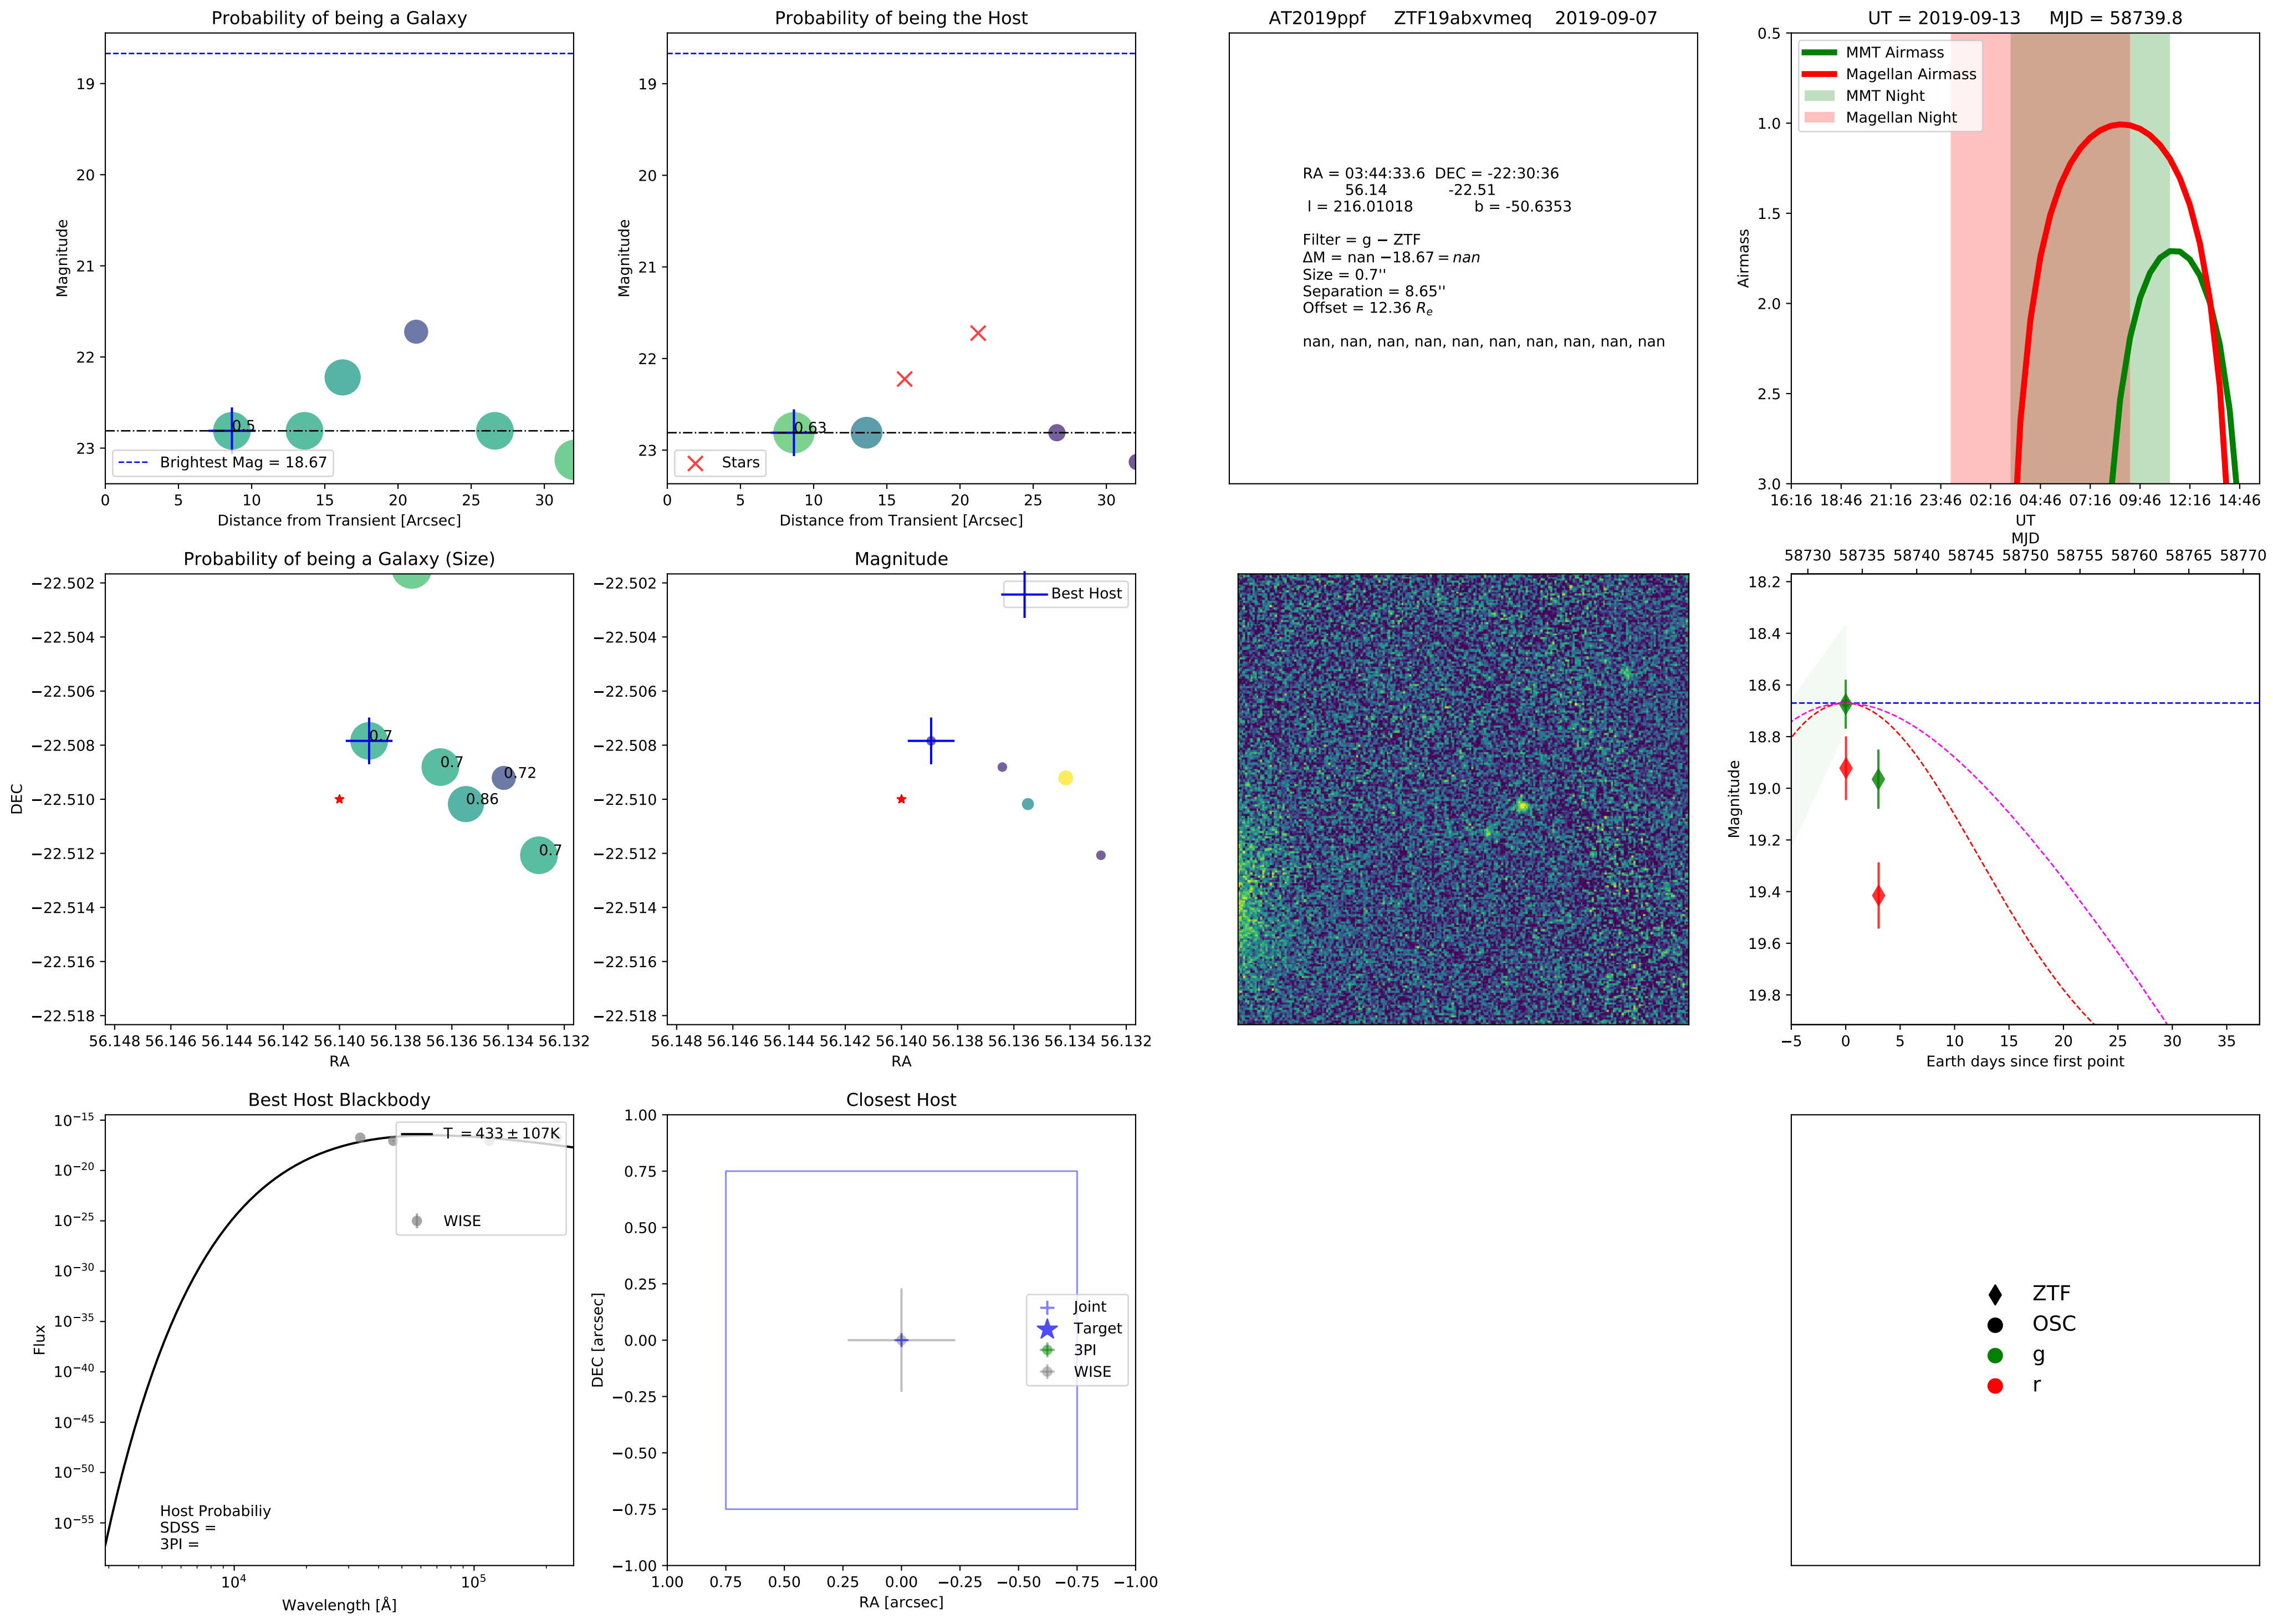 Probability of being a Galaxy
Magnitude
19
20
21
22
23
0.5
Brightest Mag = 18.67
0 5 10 15 20 25 30
Distance from Transient [Arcsec]
Probability of being the Host
Magnitude
19
20
21
22
23
0.63
Stars
0 5 10 15 20 25 30
Distance from Transient [Arcsec]
AT2019ppf ZTF19abxvmeq 2019-09-07
RA = 03:44:33.6 DEC = -22:30:36
56.14 -22.51
l = 216.01018 b = -50.6353
Filter = g − ZTF
ΔM = nan −18.67 = nan
Size = 0.7''
Separation = 8.65''
Offset = 12.36 Re
nan, nan, nan, nan, nan, nan, nan, nan, nan, nan
UT = 2019-09-13 MJD = 58739.8
Airmass
0.5
1.0
1.5
2.0
2.5
3.0
MMT Airmass
Magellan Airmass
MMT Night
Magellan Night
16:16 18:46 21:16 23:46 02:16 04:46 07:16 09:46 12:16 14:46
UT
Probability of being a Galaxy (Size)
DEC
−22.502
−22.504
−22.506
−22.508
−22.510
−22.512
−22.514
−22.516
−22.518
0.7
0.7
0.72
0.86
0.7
56.148 56.146 56.144 56.142 56.140 56.138 56.136 56.134 56.132
RA
Magnitude
−22.502
−22.504
−22.506
−22.508
−22.510
−22.512
−22.514
−22.516
−22.518
Best Host
56.148 56.146 56.144 56.142 56.140 56.138 56.136 56.134 56.132
RA
MJD
58730 58735 58740 58745 58750 58755 58760 58765 58770
Magnitude
18.2
18.4
18.6
18.8
19.0
19.2
19.4
19.6
19.8
−5 0 5 10 15 20 25 30 35
Earth days since first point
Best Host Blackbody
Flux
10−15
10−20
10−25
10−30
10−35
10−40
10−45
10−50
10−55
T = 433 ± 107K
WISE
Host Probabiliy
SDSS =
3PI =
104 105
Wavelength [Å]
Closest Host
DEC [arcsec]
1.00
0.75
0.50
0.25
0.00
−0.25
−0.50
−0.75
−1.00
Joint
Target
3PI
WISE
1.00 0.75 0.50 0.25 0.00 −0.25 −0.50 −0.75 −1.00
RA [arcsec]
ZTF
OSC
g
r